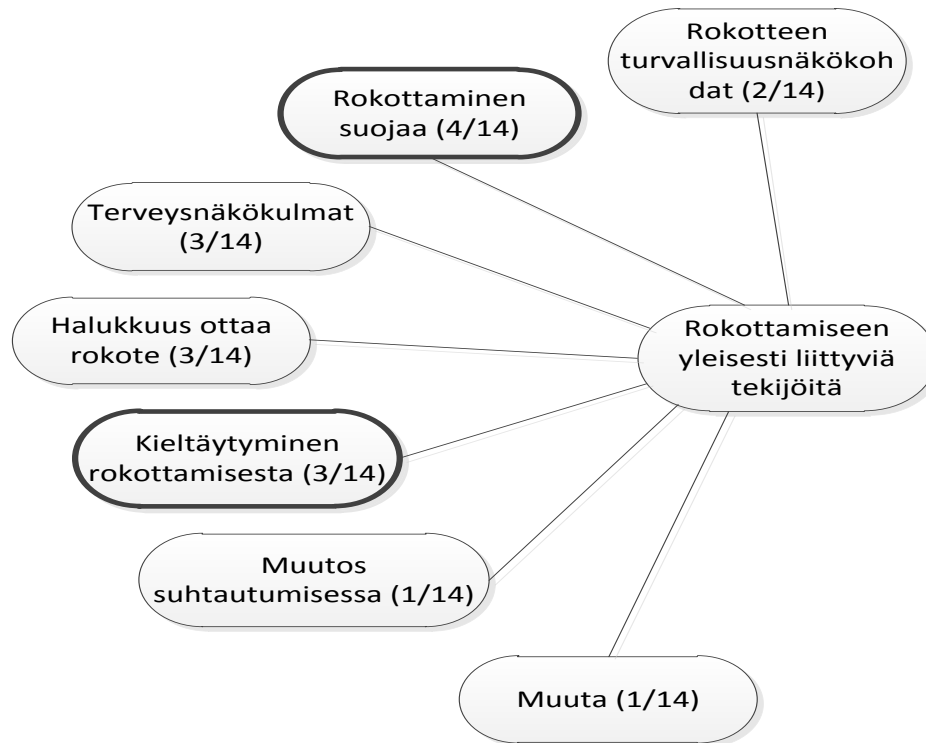 Rokotteen
turvallisuusnäkökoh
dat (2/14)
Rokottaminen
suojaa (4/14)
Terveysnäkökulmat
(3/14)
Halukkuus ottaa
rokote (3/14)
Rokottamiseen
yleisesti liittyviä
tekijöitä
Kieltäytyminen
rokottamisesta (3/14)
Muutos
suhtautumisessa (1/14)
Muuta (1/14)